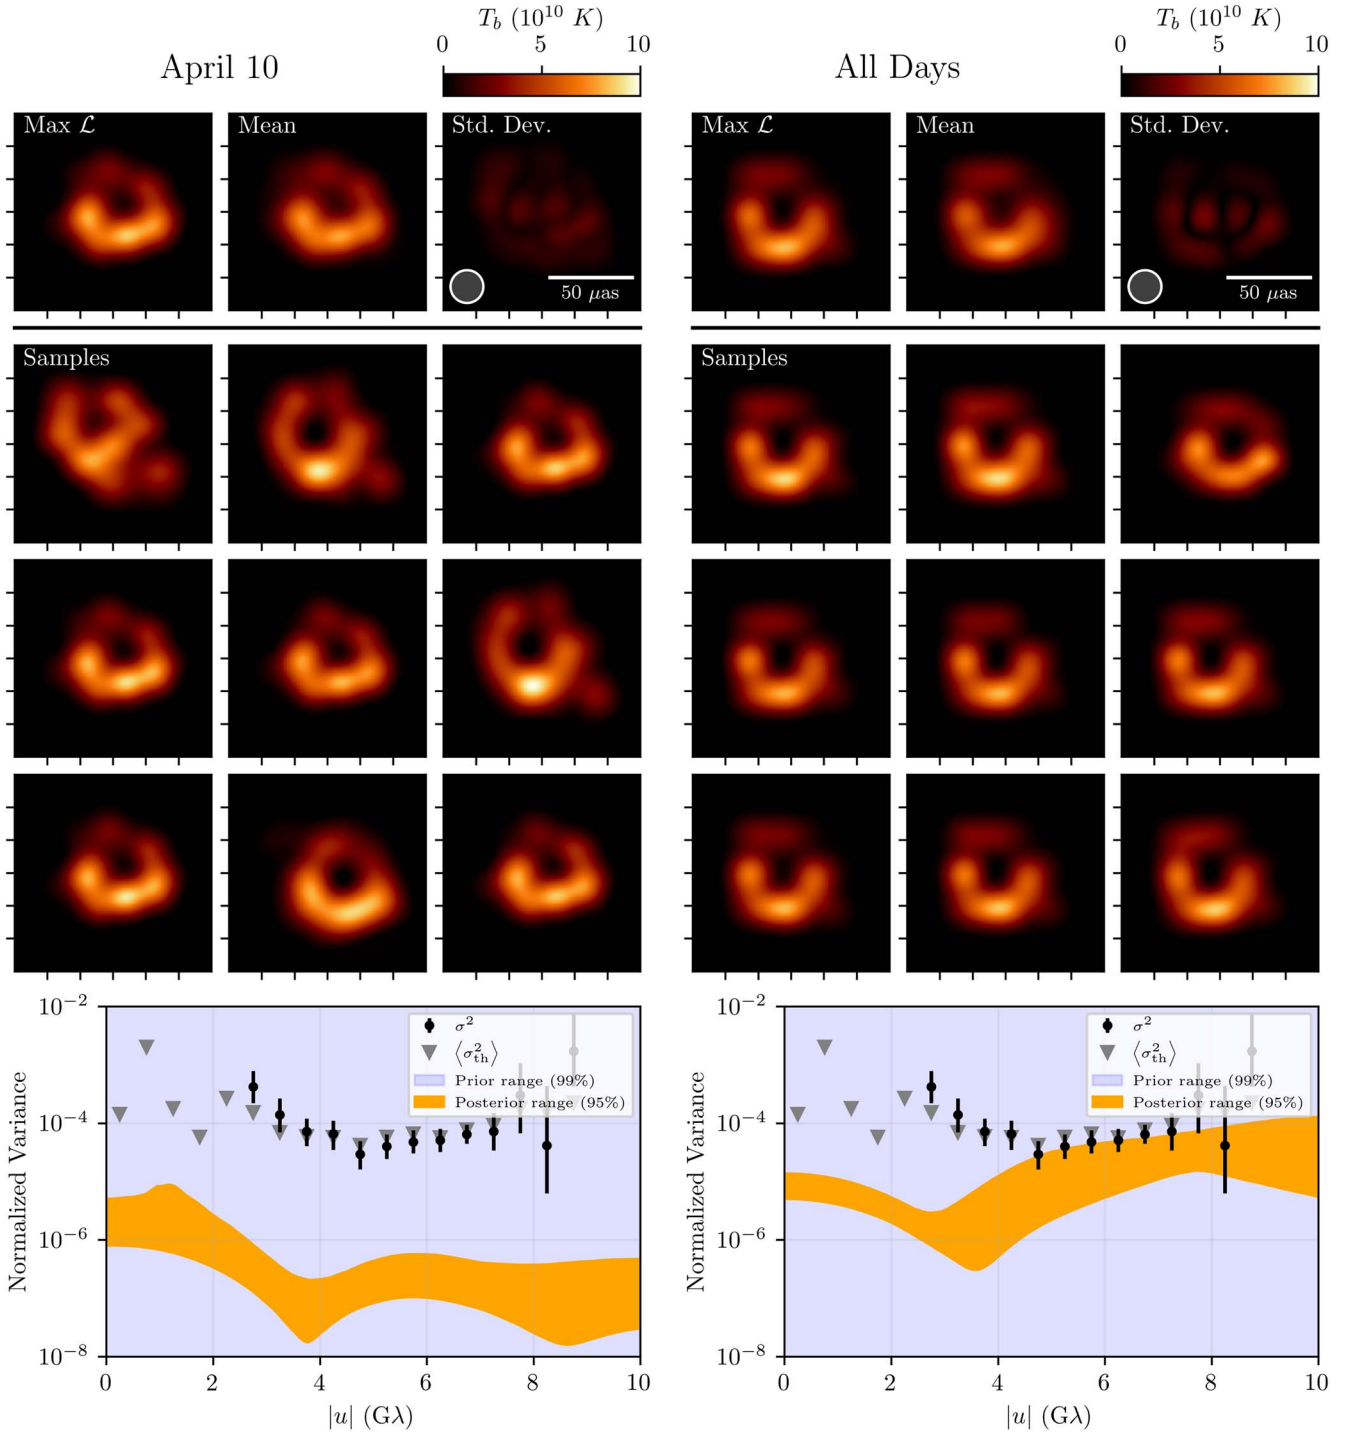 T_b (10^10 K)
0 5 10
April 10
Max ℒ
Mean
Std. Dev.
50 μas
Samples
T_b (10^10 K)
0 5 10
All Days
Max ℒ
Mean
Std. Dev.
50 μas
Samples
Normalized Variance
10^−2
10^−4
10^−6
10^−8
σ^2
⟨σ_th^2⟩
Prior range (99%)
Posterior range (95%)
0 2 4 6 8 10
|u| (Gλ)
Normalized Variance
10^−2
10^−4
10^−6
10^−8
σ^2
⟨σ_th^2⟩
Prior range (99%)
Posterior range (95%)
0 2 4 6 8 10
|u| (Gλ)